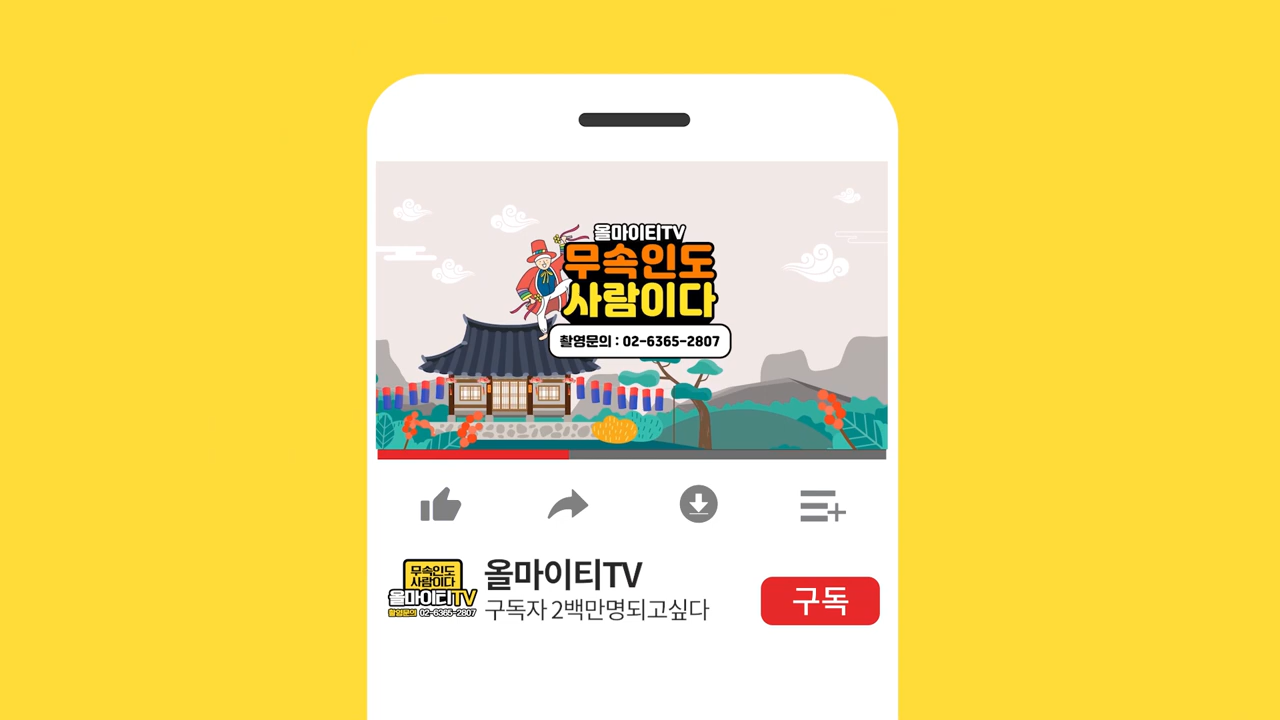 올마이티TV
무속인도
사람이다
촬영문의 : 02-6365-2807
무속인도
사람이다
올마이티TV
촬영문의 02-6365-2807
올마이티TV
구독자 2백만명되고싶다
구독